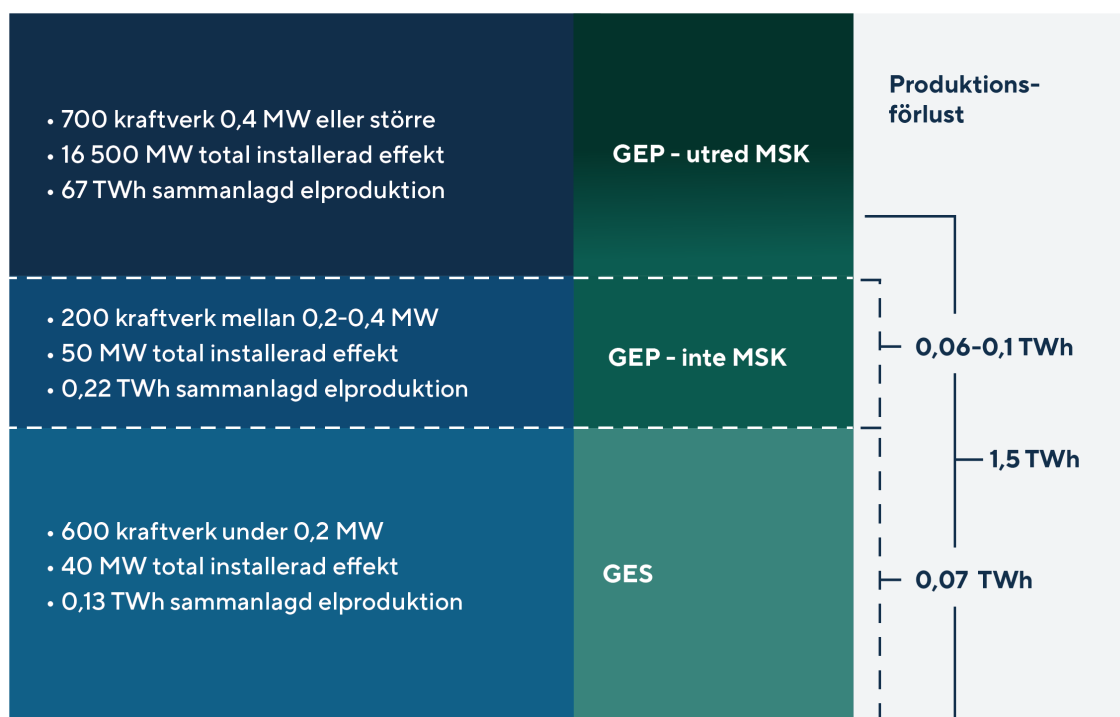 • 700 kraftverk 0,4 MW eller större
• 16 500 MW total installerad effekt
• 67 TWh sammanlagd elproduktion
GEP - utred MSK
Produktions-
förlust
• 200 kraftverk mellan 0,2-0,4 MW
• 50 MW total installerad effekt
• 0,22 TWh sammanlagd elproduktion
GEP - inte MSK
0,06-0,1 TWh
1,5 TWh
• 600 kraftverk under 0,2 MW
• 40 MW total installerad effekt
• 0,13 TWh sammanlagd elproduktion
GES
0,07 TWh